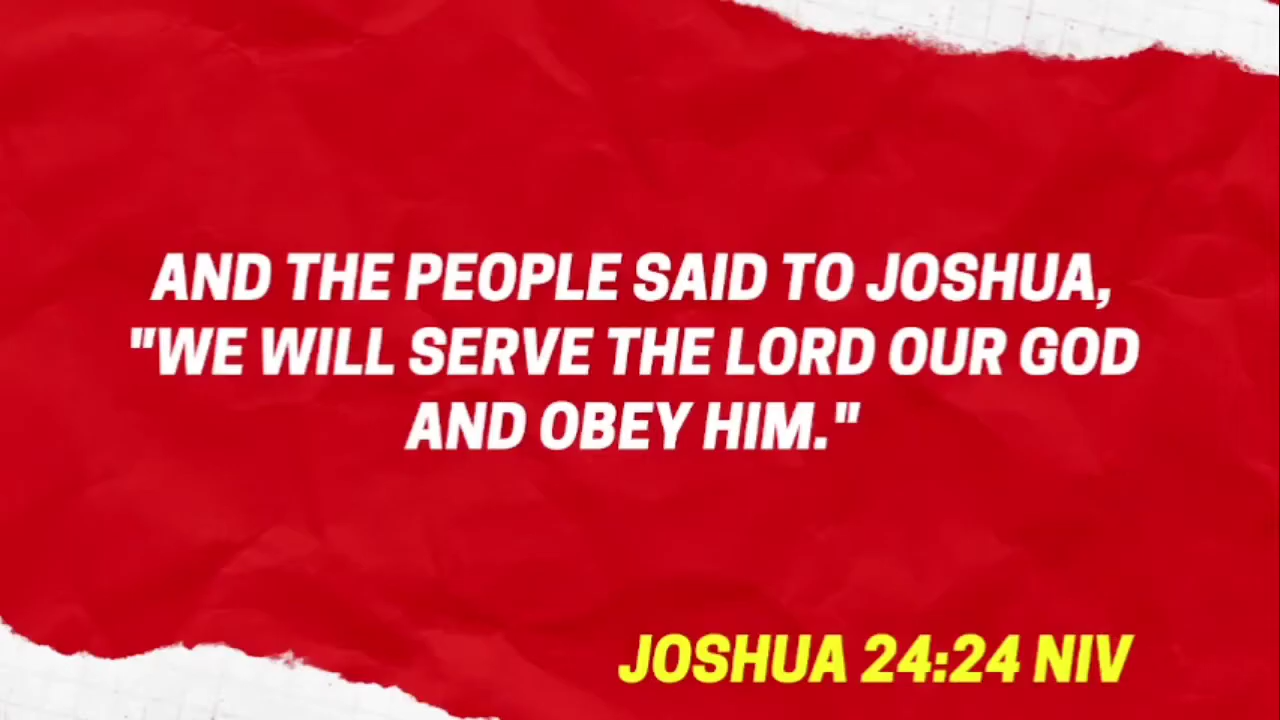 AND THE PEOPLE SAID TO JOSHUA,
"WE WILL SERVE THE LORD OUR GOD
AND OBEY HIM."
JOSHUA 24:24 NIV